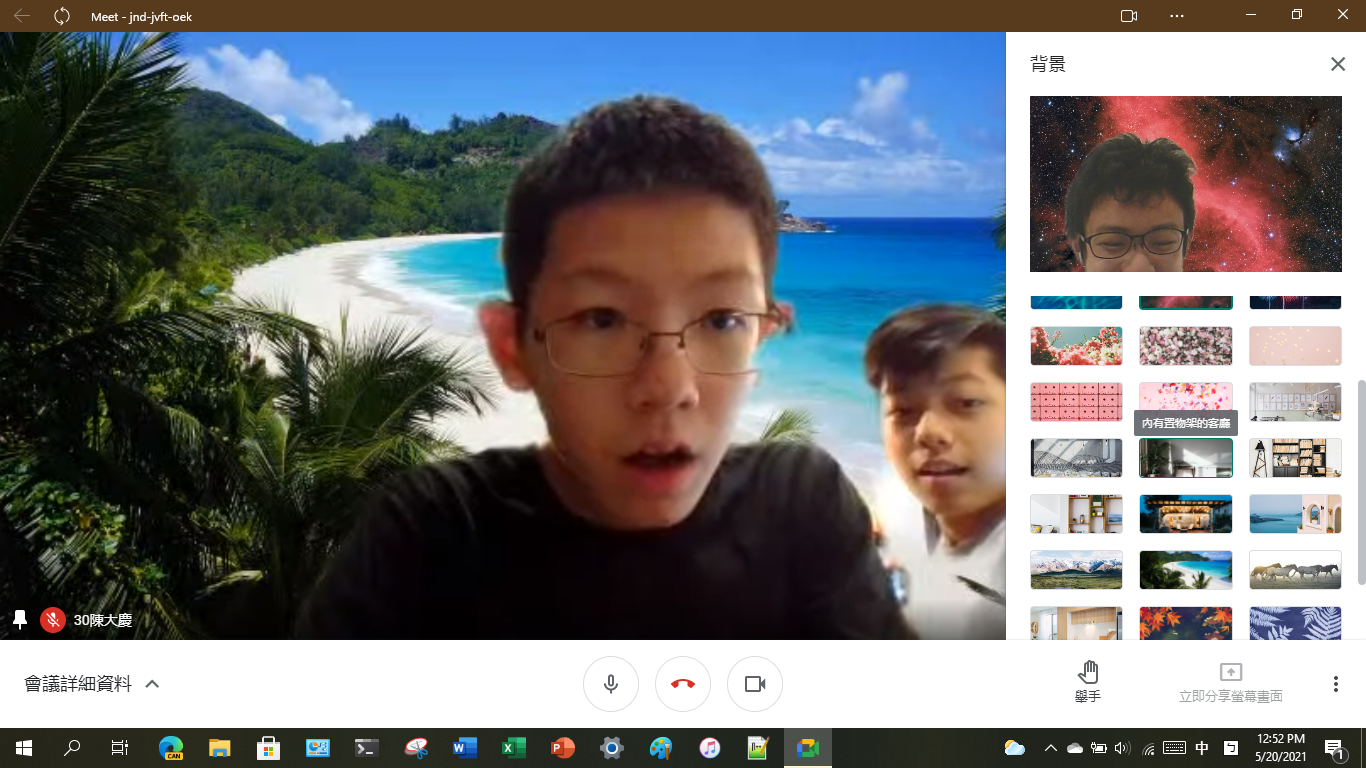 Meet - jnd-jvft-oek
背景
內有置物架的客廳
30陳大慶
會議詳細資料
舉手
立即分享螢幕畫面
CAN
中
12:52 PM
5/20/2021
1